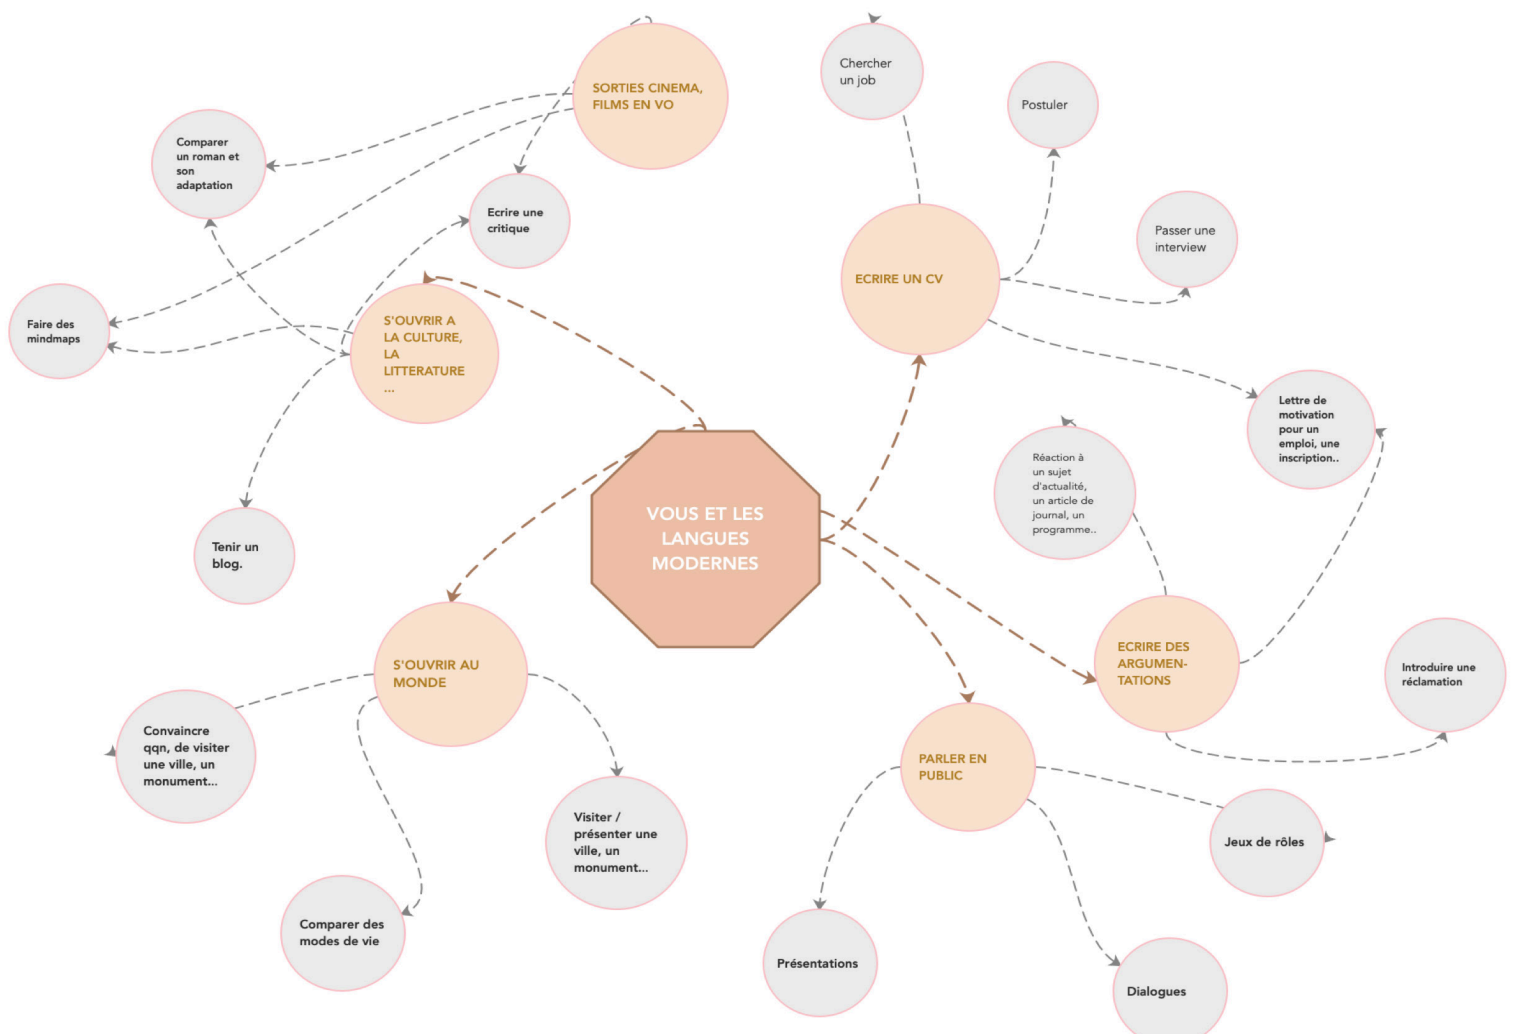 SORTIES CINEMA,
FILMS EN VO
Chercher
un job
Postuler
Comparer
un roman et
son
adaptation
Ecrire une
critique
Passer une
interview
ECRIRE UN CV
Faire des
mindmaps
S'OUVRIR A
LA CULTURE,
LA
LITTERATURE
...
Lettre de
motivation
pour un
emploi, une
inscription..
Réaction à
un sujet
d'actualité,
un article de
journal, un
programme..
VOUS ET LES
LANGUES
MODERNES
Tenir un
blog.
S'OUVRIR AU
MONDE
ECRIRE DES
ARGUMEN-
TATIONS
Introduire une
réclamation
Convaincre
qqn, de visiter
une ville, un
monument...
PARLER EN
PUBLIC
Visiter /
présenter une
ville, un
monument...
Jeux de rôles
Comparer des
modes de vie
Présentations
Dialogues